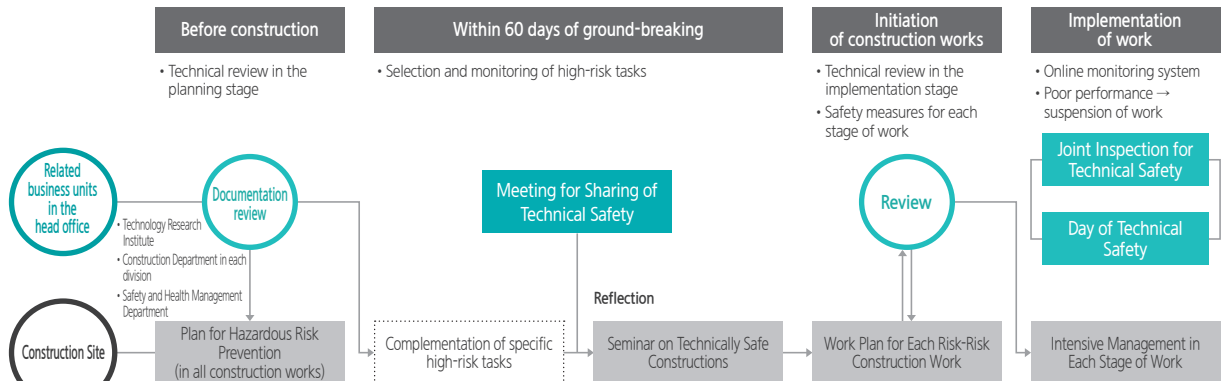 Before construction
Within 60 days of ground-breaking
Initiation
of construction works
Implementation
of work
• Technical review in the
planning stage
• Selection and monitoring of high-risk tasks
• Technical review in the
implementation stage
• Safety measures for each
stage of work
• Online monitoring system
• Poor performance →
suspension of work
Related
business units
in the
head office
• Technology Research
Institute
• Construction Department in each
division
• Safety and Health Management
Department
Documentation
review
Meeting for Sharing of
Technical Safety
Review
Joint Inspection for
Technical Safety
Day of Technical
Safety
Reflection
Construction Site
Plan for Hazardous Risk
Prevention
(in all construction works)
Complementation of specific
high-risk tasks
Seminar on Technically Safe
Constructions
Work Plan for Each Risk-Risk
Construction Work
Intensive Management in
Each Stage of Work